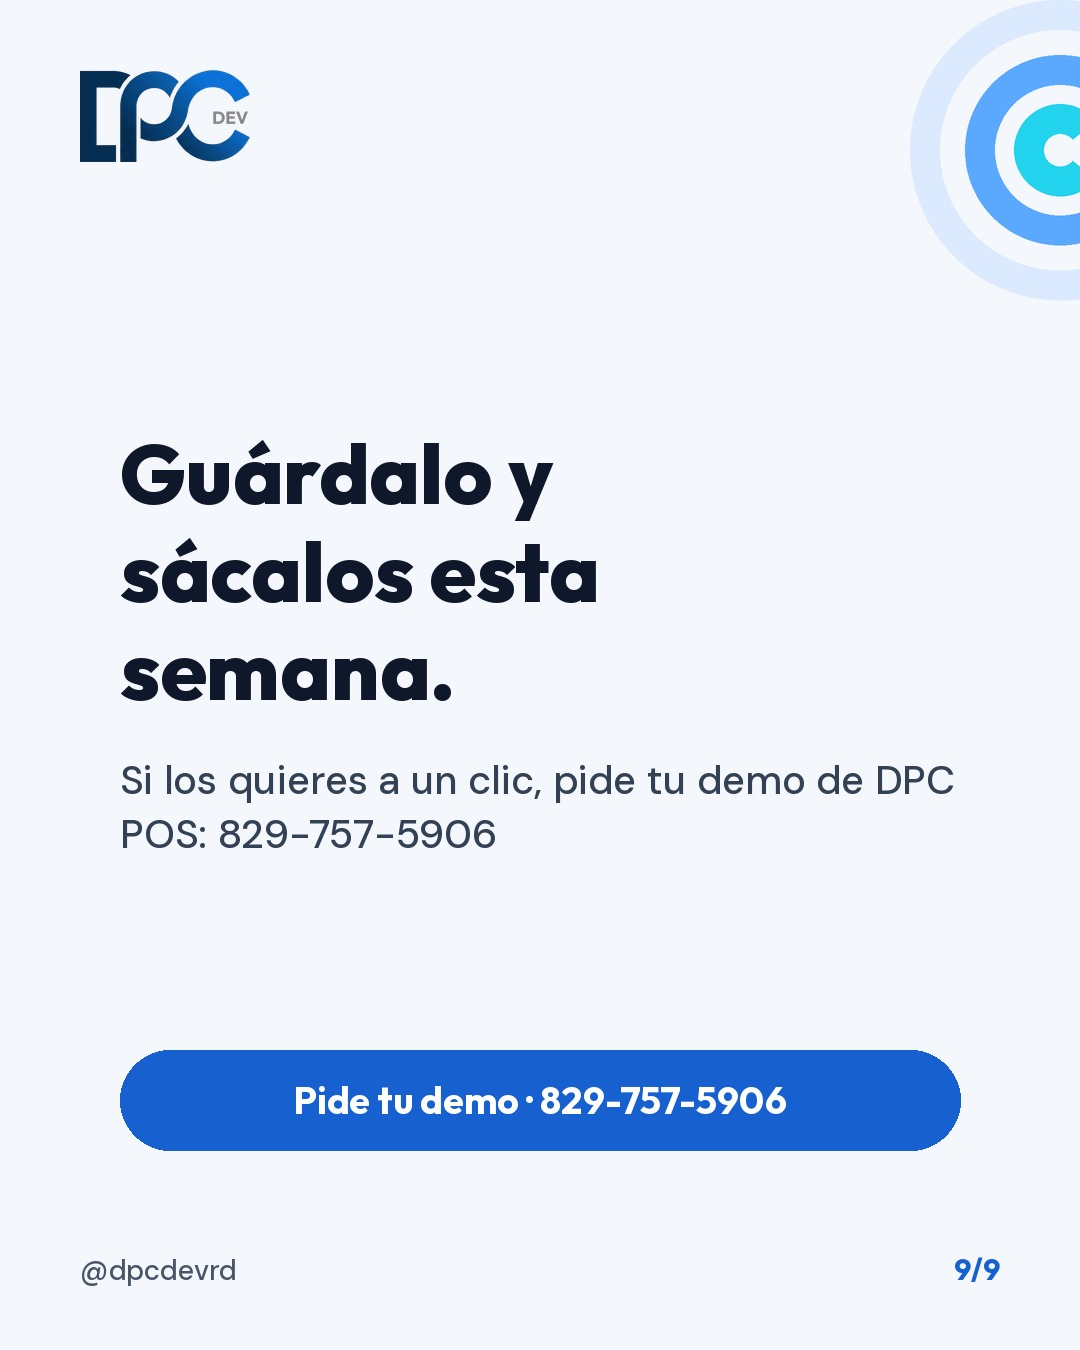 DPC
DEV
Guárdalo y
sácalos esta
semana.
Si los quieres a un clic, pide tu demo de DPC
POS: 829-757-5906
Pide tu demo · 829-757-5906
@dpcdevrd
9/9